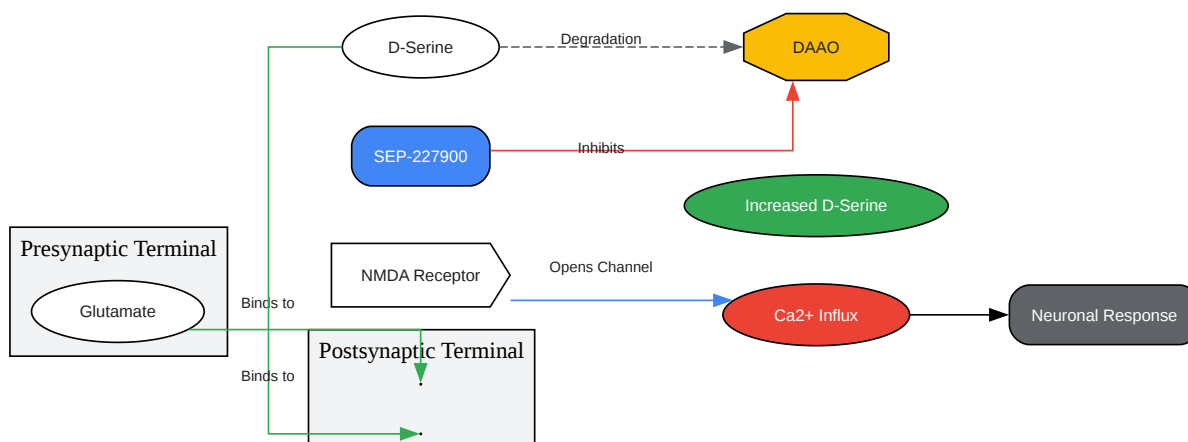 D-Serine
Degradation
DAAO
SEP-227900
Inhibits
Increased D-Serine
Presynaptic Terminal
Glutamate
NMDA Receptor
Opens Channel
Binds to
Ca2+ Influx
Neuronal Response
Postsynaptic Terminal
Binds to